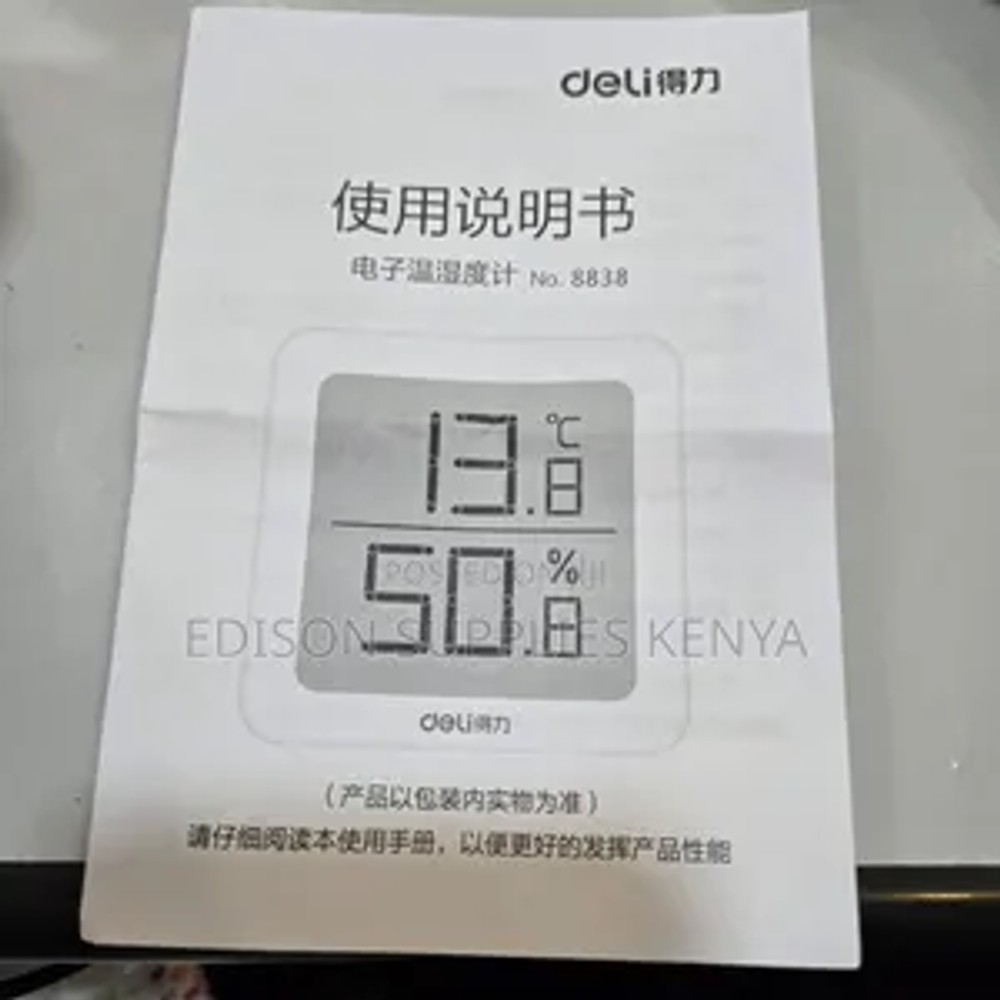 deli得力
使用说明书
电子温湿度计 No. 8838
13.8 ℃
POSTED ON JIJI
50.8 %
EDISON SUPPLIES KENYA
deli得力
(产品以包装内实物为准)
请仔细阅读本使用手册，以便更好的发挥产品性能